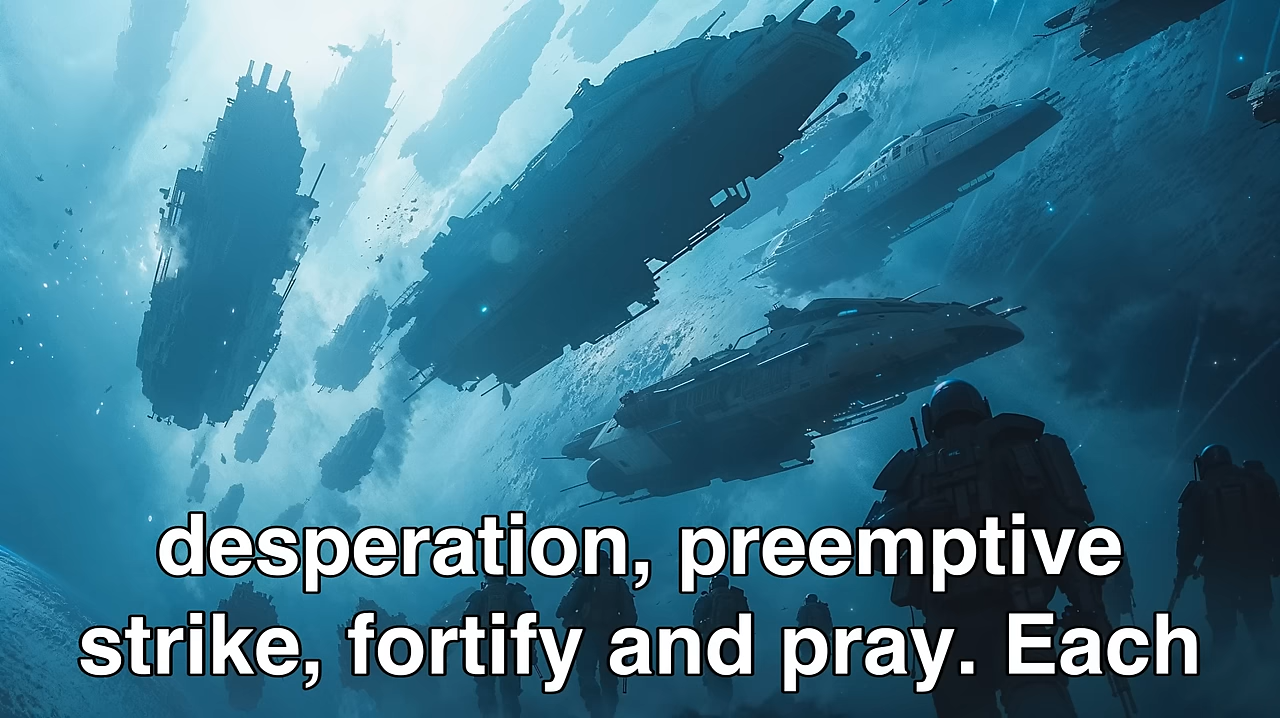 desperation, preemptive
strike, fortify and pray. Each